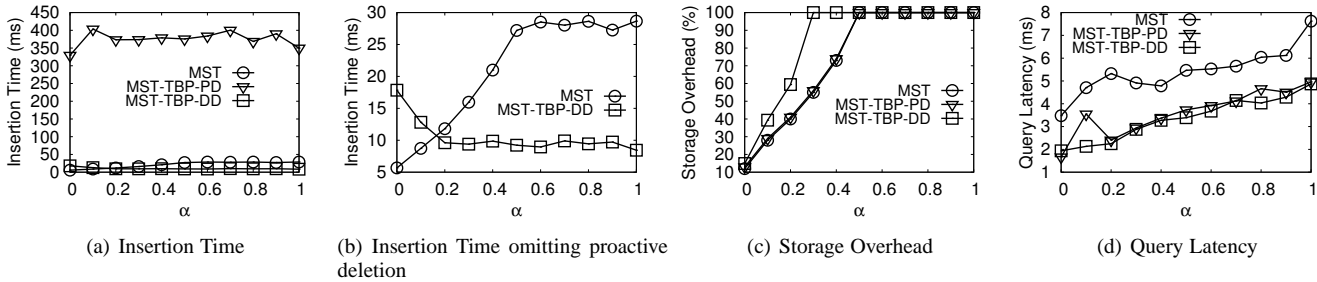 Insertion Time (ms)
450
400
350
300
250
200
150
100
50
0
MST
MST-TBP-PD
MST-TBP-DD
0 0.2 0.4 0.6 0.8 1
α
(a) Insertion Time
Insertion Time (ms)
30
25
20
15
10
5
MST
MST-TBP-DD
0 0.2 0.4 0.6 0.8 1
α
(b) Insertion Time omitting proactive
deletion
Storage Overhead (%)
100
90
80
70
60
50
40
30
20
10
MST
MST-TBP-PD
MST-TBP-DD
0 0.2 0.4 0.6 0.8 1
α
(c) Storage Overhead
Query Latency (ms)
8
7
6
5
4
3
2
1
MST
MST-TBP-PD
MST-TBP-DD
0 0.2 0.4 0.6 0.8 1
α
(d) Query Latency